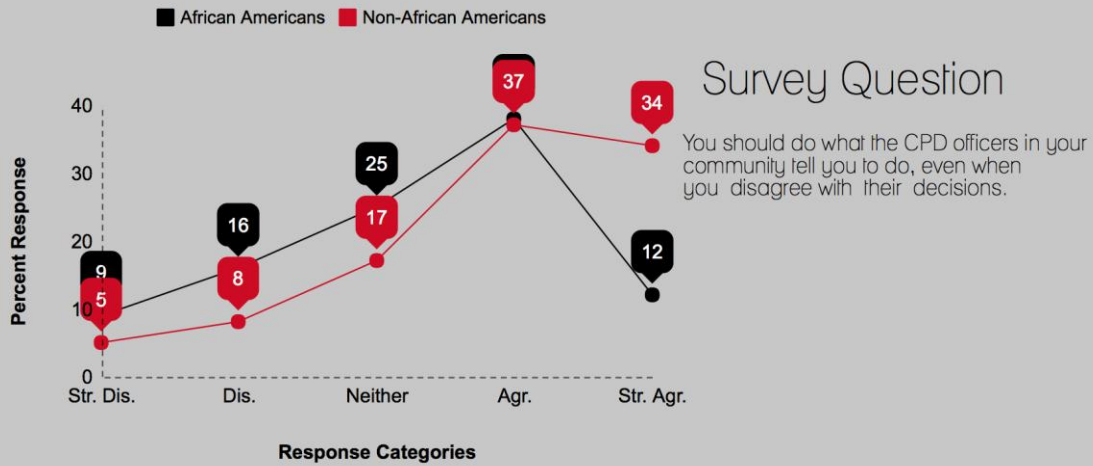 African Americans Non-African Americans
Survey Question
You should do what the CPD officers in your
community tell you to do, even when
you disagree with their decisions.
Percent Response
40
30
20
10
0
9
5
16
8
25
17
37
34
12
Str. Dis. Dis. Neither Agr. Str. Agr.
Response Categories